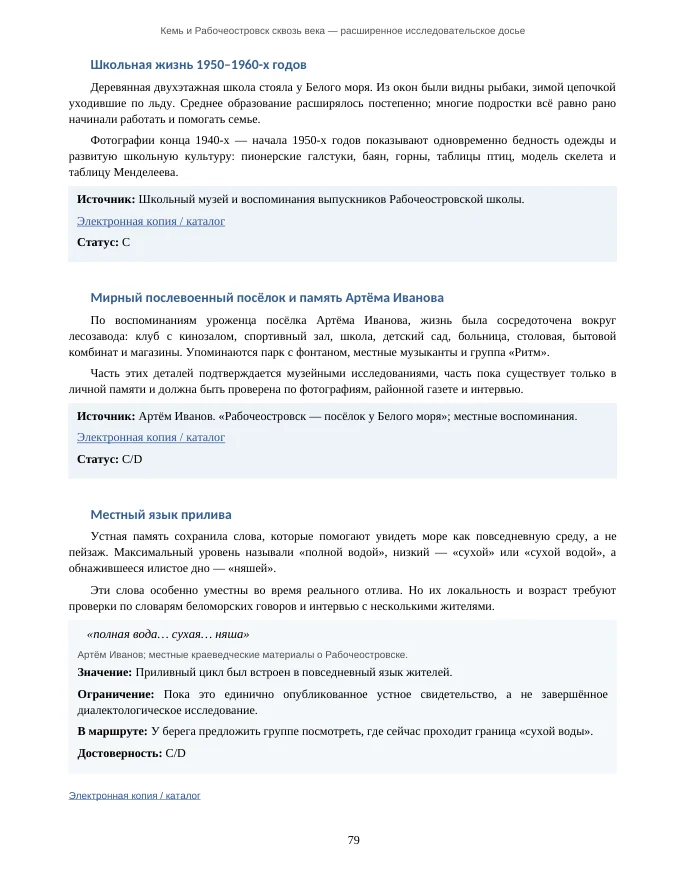 Кемь и Рабочеостровск сквозь века — расширенное исследовательское досье
Школьная жизнь 1950–1960-х годов
Деревянная двухэтажная школа стояла у Белого моря. Из окон были видны рыбаки, зимой цепочкой
уходившие по льду. Среднее образование расширялось постепенно; многие подростки всё равно рано
начинали работать и помогать семье.
Фотографии конца 1940-х — начала 1950-х годов показывают одновременно бедность одежды и
развитую школьную культуру: пионерские галстуки, баян, горны, таблицы птиц, модель скелета и
таблицу Менделеева.
Источник: Школьный музей и воспоминания выпускников Рабочеостровской школы.
Электронная копия / каталог
Статус: C
Мирный послевоенный посёлок и память Артёма Иванова
По воспоминаниям уроженца посёлка Артёма Иванова, жизнь была сосредоточена вокруг
лесозавода: клуб с кинозалом, спортивный зал, школа, детский сад, больница, столовая, бытовой
комбинат и магазины. Упоминаются парк с фонтаном, местные музыканты и группа «Ритм».
Часть этих деталей подтверждается музейными исследованиями, часть пока существует только в
личной памяти и должна быть проверена по фотографиям, районной газете и интервью.
Источник: Артём Иванов. «Рабочеостровск — посёлок у Белого моря»; местные воспоминания.
Электронная копия / каталог
Статус: C/D
Местный язык прилива
Устная память сохранила слова, которые помогают увидеть море как повседневную среду, а не
пейзаж. Максимальный уровень называли «полной водой», низкий — «сухой» или «сухой водой», а
обнажившееся илистое дно — «няшей».
Эти слова особенно уместны во время реального отлива. Но их локальность и возраст требуют
проверки по словарям беломорских говоров и интервью с несколькими жителями.
«полная вода… сухая… няша»
Артём Иванов; местные краеведческие материалы о Рабочеостровске.
Значение: Приливный цикл был встроен в повседневный язык жителей.
Ограничение: Пока это единично опубликованное устное свидетельство, а не завершённое
диалектологическое исследование.
В маршруте: У берега предложить группе посмотреть, где сейчас проходит граница «сухой воды».
Достоверность: C/D
Электронная копия / каталог
79